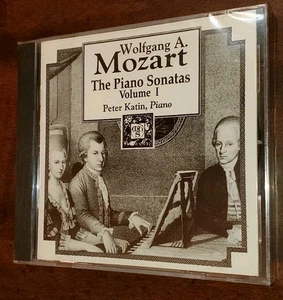 Wolfgang A.
Mozart
The Piano Sonatas
Volume I
Peter Katin, Piano